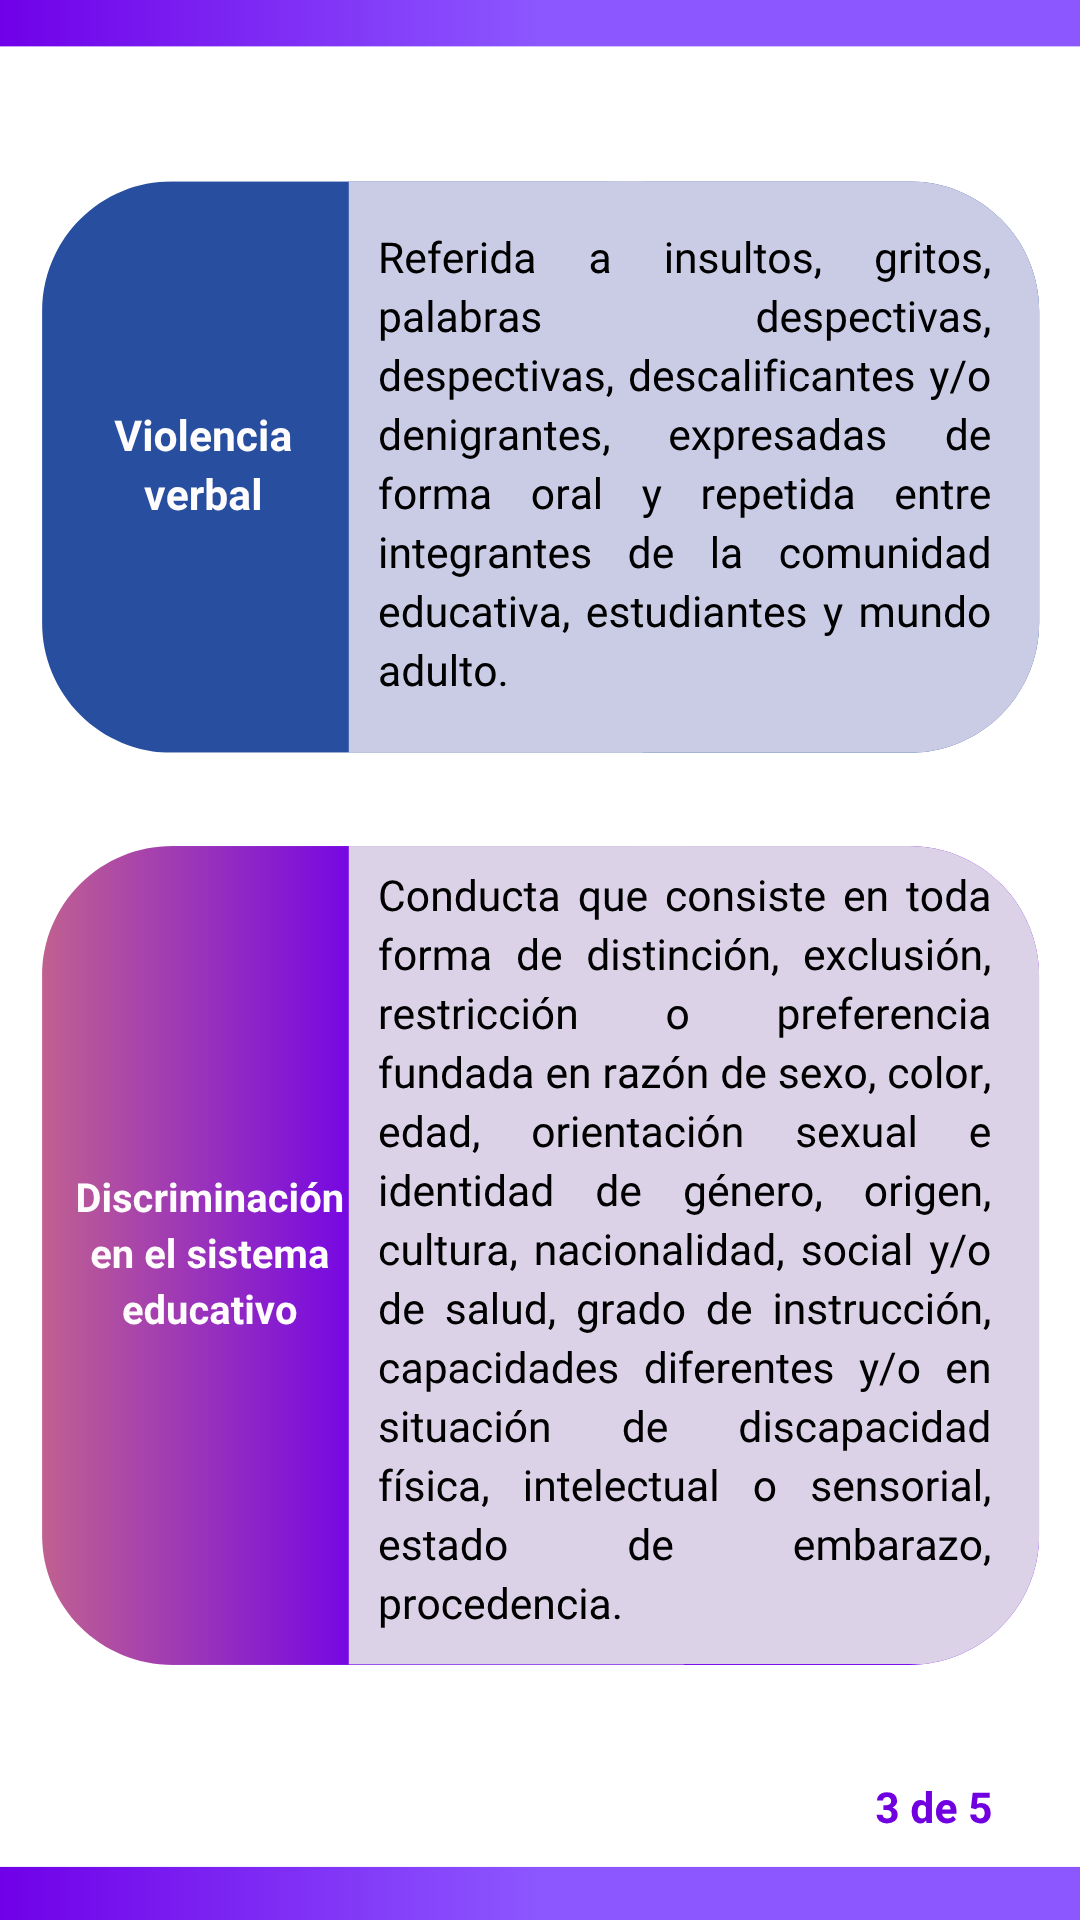 Violencia
verbal
Referida a insultos, gritos,
palabras despectivas,
despectivas, descalificantes y/o
denigrantes, expresadas de
forma oral y repetida entre
integrantes de la comunidad
educativa, estudiantes y mundo
adulto.
Discriminación
en el sistema
educativo
Conducta que consiste en toda
forma de distinción, exclusión,
restricción o preferencia
fundada en razón de sexo, color,
edad, orientación sexual e
identidad de género, origen,
cultura, nacionalidad, social y/o
de salud, grado de instrucción,
capacidades diferentes y/o en
situación de discapacidad
física, intelectual o sensorial,
estado de embarazo,
procedencia.
3 de 5